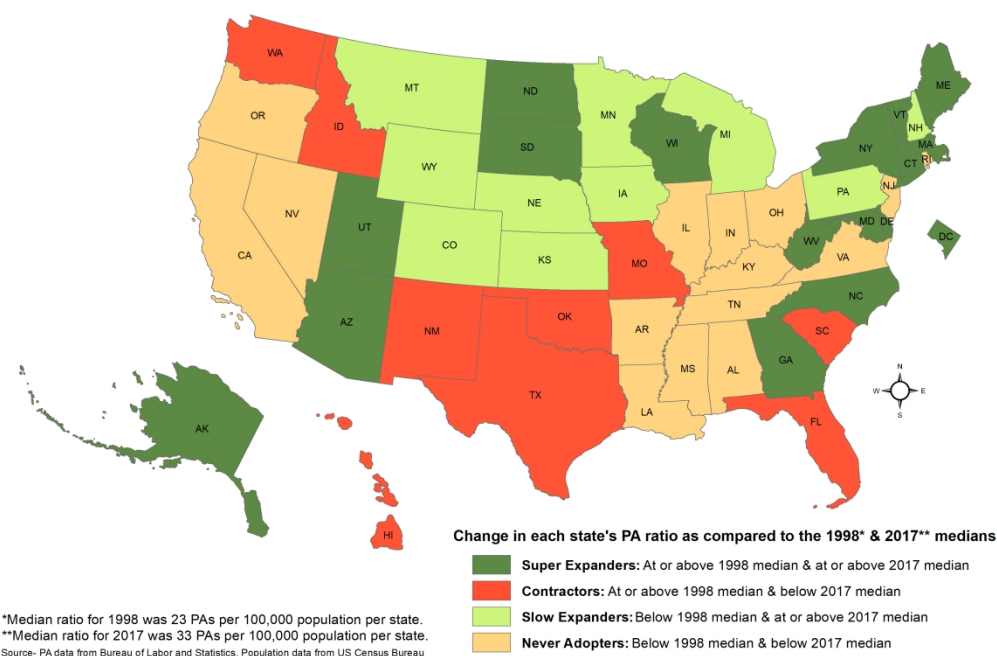 WA
MT
ND
ME
OR
ID
MN
VT
NH
SD
WI
MI
NY
MA
WY
CT
RI
IA
PA
NJ
NE
NV
UT
OH
IL
IN
MD
DE
CO
WV
DC
CA
KS
MO
KY
VA
TN
NC
AZ
NM
OK
AR
SC
MS
AL
GA
N
W
E
S
TX
LA
FL
AK
HI
Change in each state's PA ratio as compared to the 1998* & 2017** medians
Super Expanders: At or above 1998 median & at or above 2017 median
Contractors: At or above 1998 median & below 2017 median
Slow Expanders: Below 1998 median & at or above 2017 median
Never Adopters: Below 1998 median & below 2017 median
*Median ratio for 1998 was 23 PAs per 100,000 population per state.
**Median ratio for 2017 was 33 PAs per 100,000 population per state.
Source- PA data from Bureau of Labor and Statistics. Population data from US Census Bureau